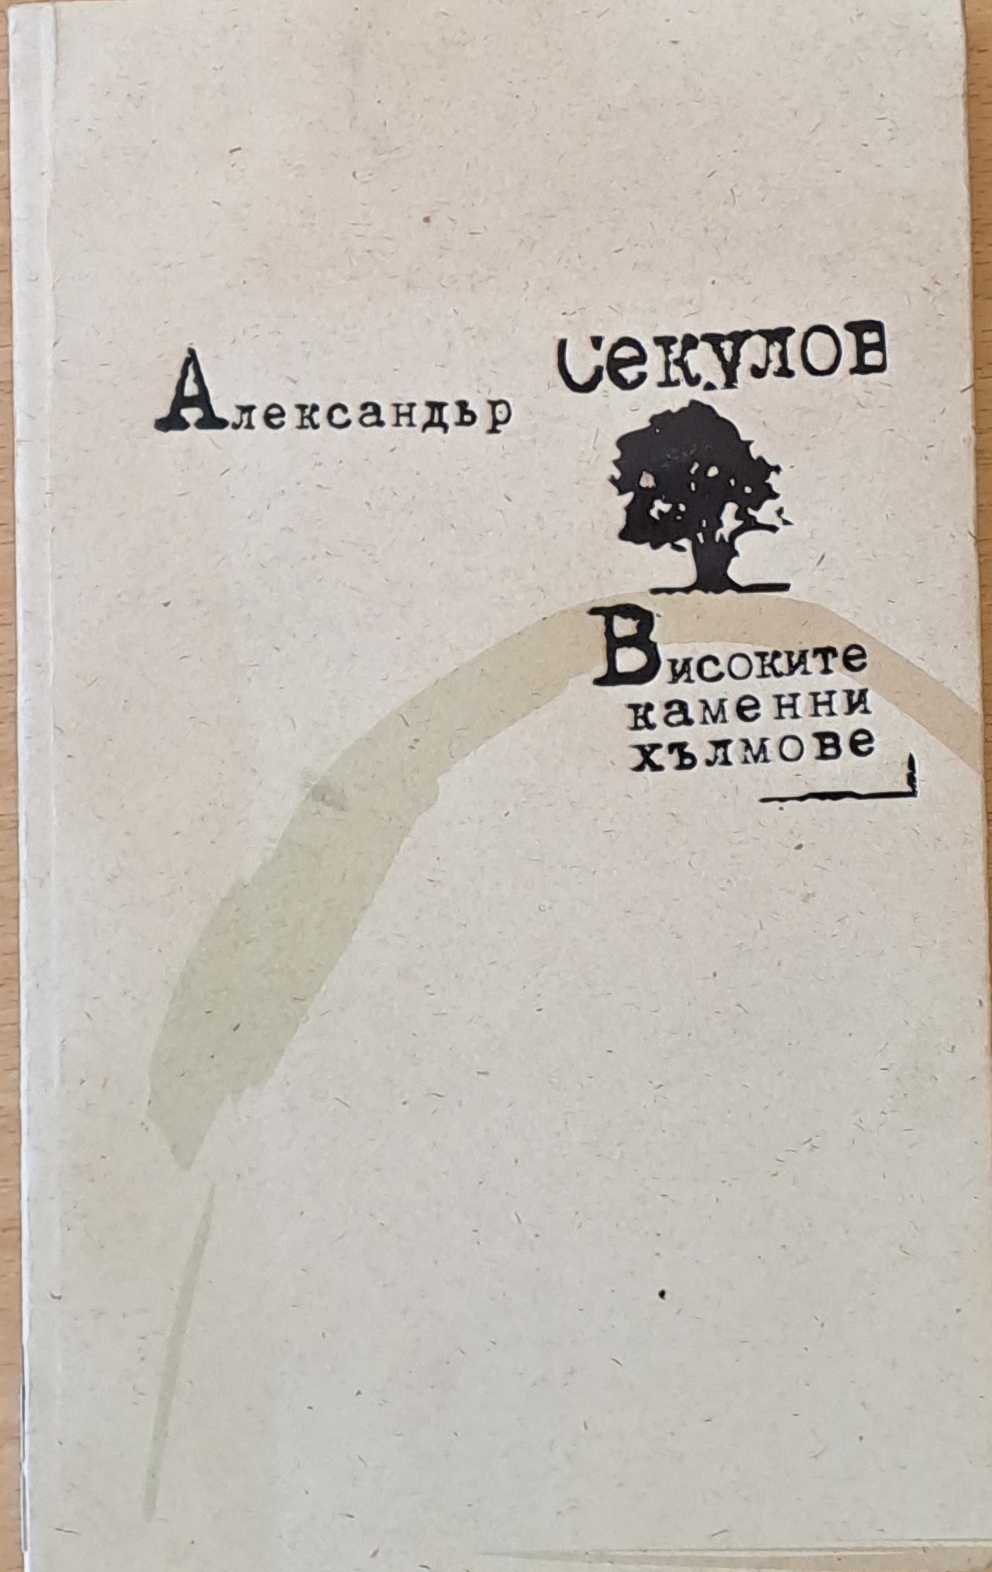 Александър
Секулов
Високите
каменни
хълмове